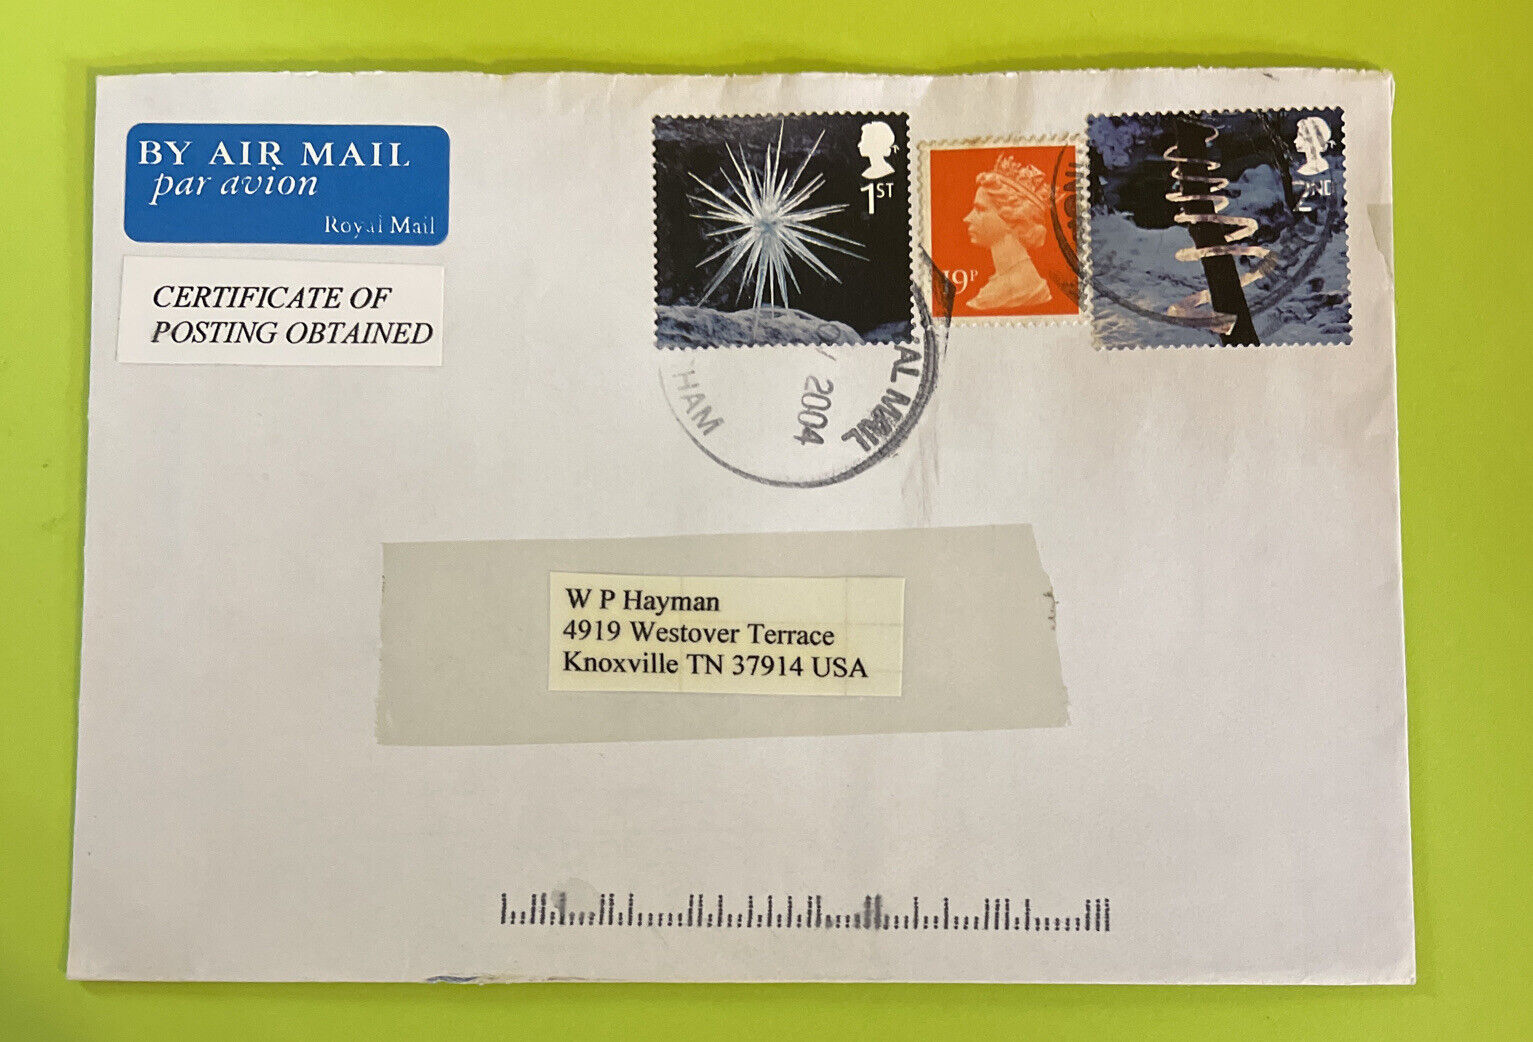 BY AIR MAIL
par avion
Royal Mail
CERTIFICATE OF
POSTING OBTAINED
1ST
19P
2ND
MAIL
2004
HAM
W P Hayman
4919 Westover Terrace
Knoxville TN 37914 USA